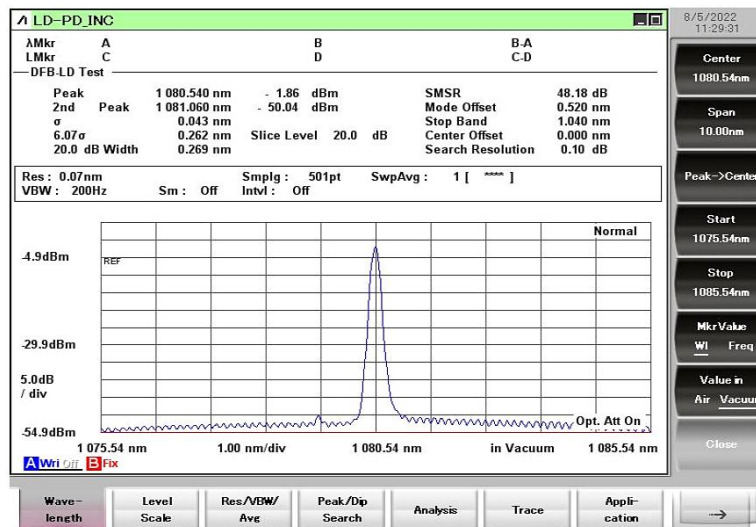 LD-PD_INC
8/5/2022
11:29:31
λMkr A B B-A
LMkr C D C-D
DFB-LD Test
Peak 1 080.540 nm - 1.86 dBm SMSR 48.18 dB
2nd Peak 1 081.060 nm - 50.04 dBm Mode Offset 0.520 nm
σ 0.043 nm Stop Band 1.040 nm
6.07σ 0.262 nm Slice Level 20.0 dB Center Offset 0.000 nm
20.0 dB Width 0.269 nm Search Resolution 0.10 dB
Res : 0.07nm Smplg : 501pt SwpAvg : 1 [ **** ]
VBW : 200Hz Sm : Off Intvl : Off
Normal
-4.9dBm
REF
-29.9dBm
5.0dB
/ div
Opt. Att On
-54.9dBm
1 075.54 nm 1.00 nm/div 1 080.54 nm in Vacuum 1 085.54 nm
A Wri Off B Fix
Center
1080.54nm
Span
10.00nm
Peak->Center
Start
1075.54nm
Stop
1085.54nm
Mkr Value
Wl Freq
Value in
Air Vacuum
Close
Wave-
length
Level
Scale
Res/VBW/
Avg
Peak/Dip
Search
Analysis
Trace
Appli-
cation
→